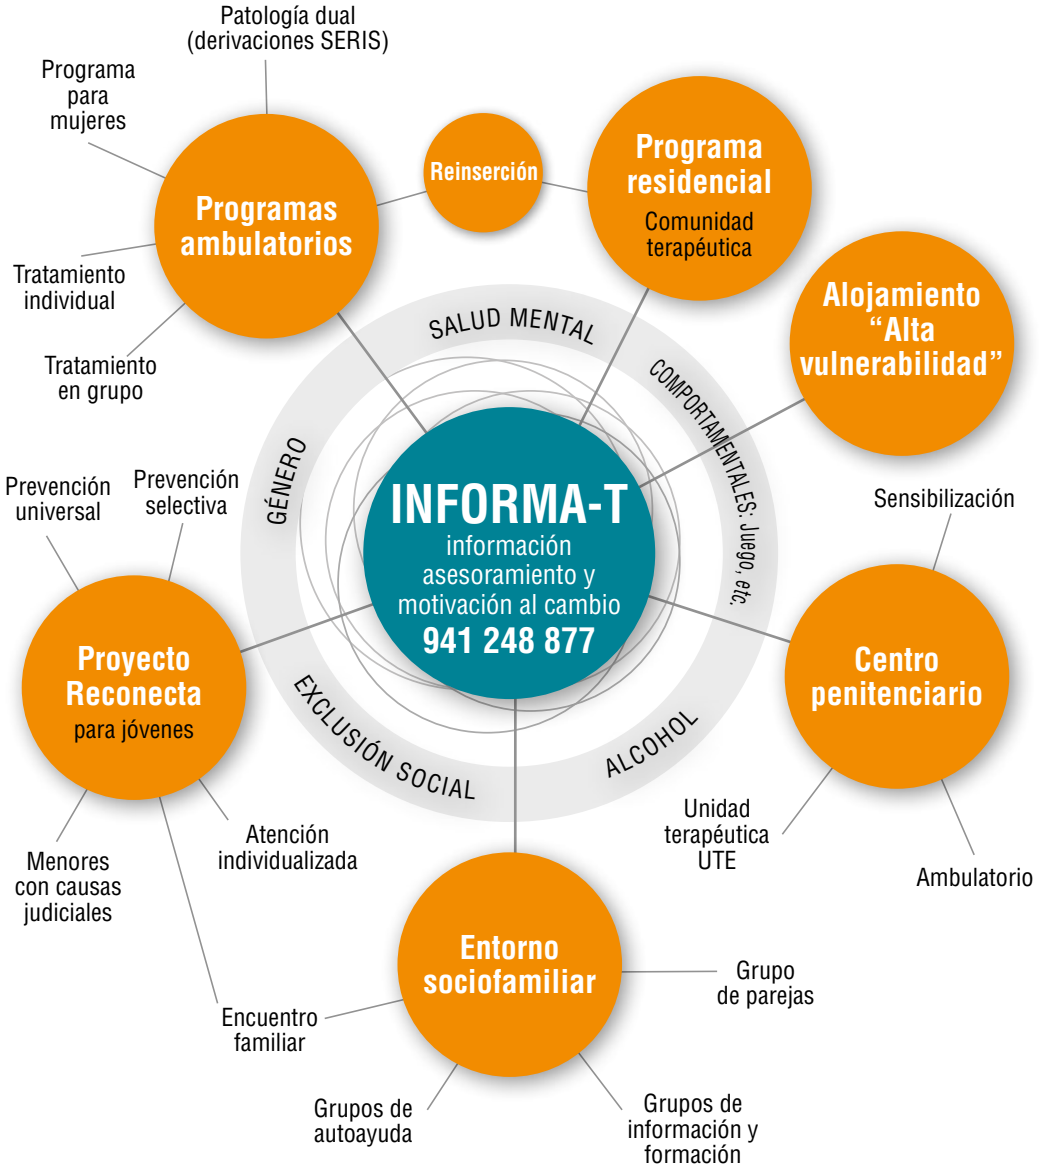 Patología dual
(derivaciones SERIS)
Programa
para
mujeres
Programas
ambulatorios
Tratamiento
individual
Tratamiento
en grupo
Reinserción
Programa
residencial
Comunidad
terapéutica
Alojamiento
“Alta
vulnerabilidad”
SALUD MENTAL
COMPORTAMENTALES: Juego, etc.
GÉNERO
EXCLUSIÓN SOCIAL
ALCOHOL
INFORMA-T
información
asesoramiento y
motivación al cambio
941 248 877
Prevención
universal
Prevención
selectiva
Proyecto
Reconecta
para jóvenes
Menores
con causas
judiciales
Atención
individualizada
Sensibilización
Centro
penitenciario
Unidad
terapéutica
UTE
Ambulatorio
Entorno
sociofamiliar
Encuentro
familiar
Grupo
de parejas
Grupos de
autoayuda
Grupos de
información y
formación